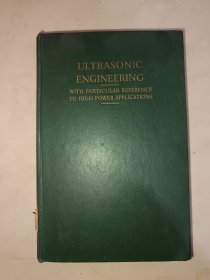 ULTRASONIC
ENGINEERING
WITH PARTICULAR REFERENCE
TO HIGH POWER APPLICATIONS